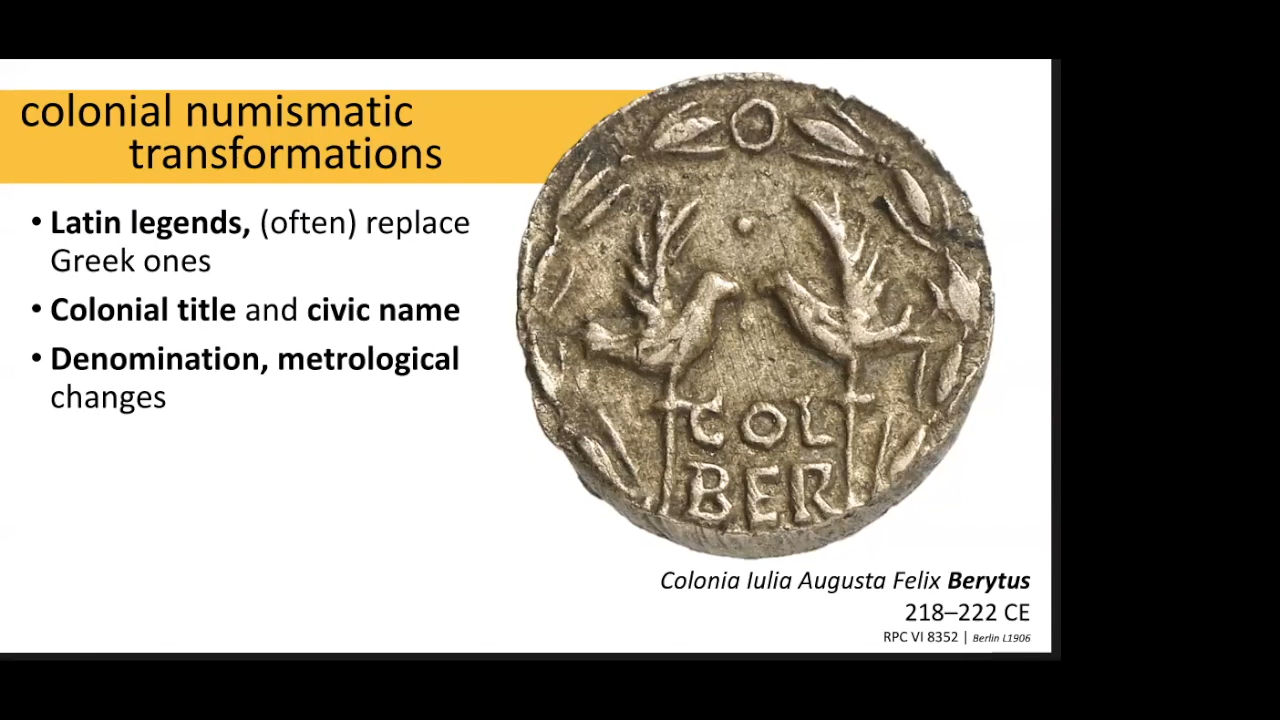 colonial numismatic
transformations
• Latin legends, (often) replace
Greek ones
• Colonial title and civic name
• Denomination, metrological
changes
COL
BER
Colonia Iulia Augusta Felix Berytus
218–222 CE
RPC VI 8352 | Berlin L1906